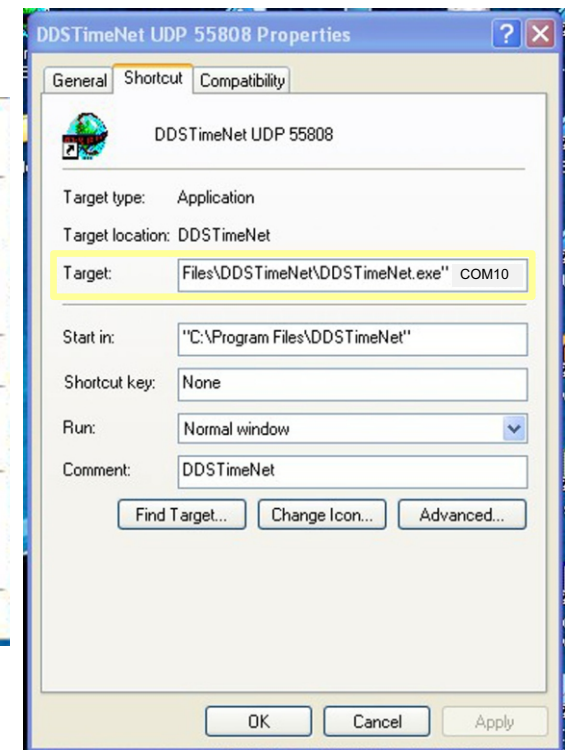 DDSTimeNet UDP 55808 Properties
General Shortcut Compatibility
DDSTimeNet UDP 55808
Target type: Application
Target location: DDSTimeNet
Target: Files\DDSTimeNet\DDSTimeNet.exe" COM10
Start in: "C:\Program Files\DDSTimeNet"
Shortcut key: None
Run: Normal window
Comment: DDSTimeNet
Find Target... Change Icon... Advanced...
OK Cancel Apply